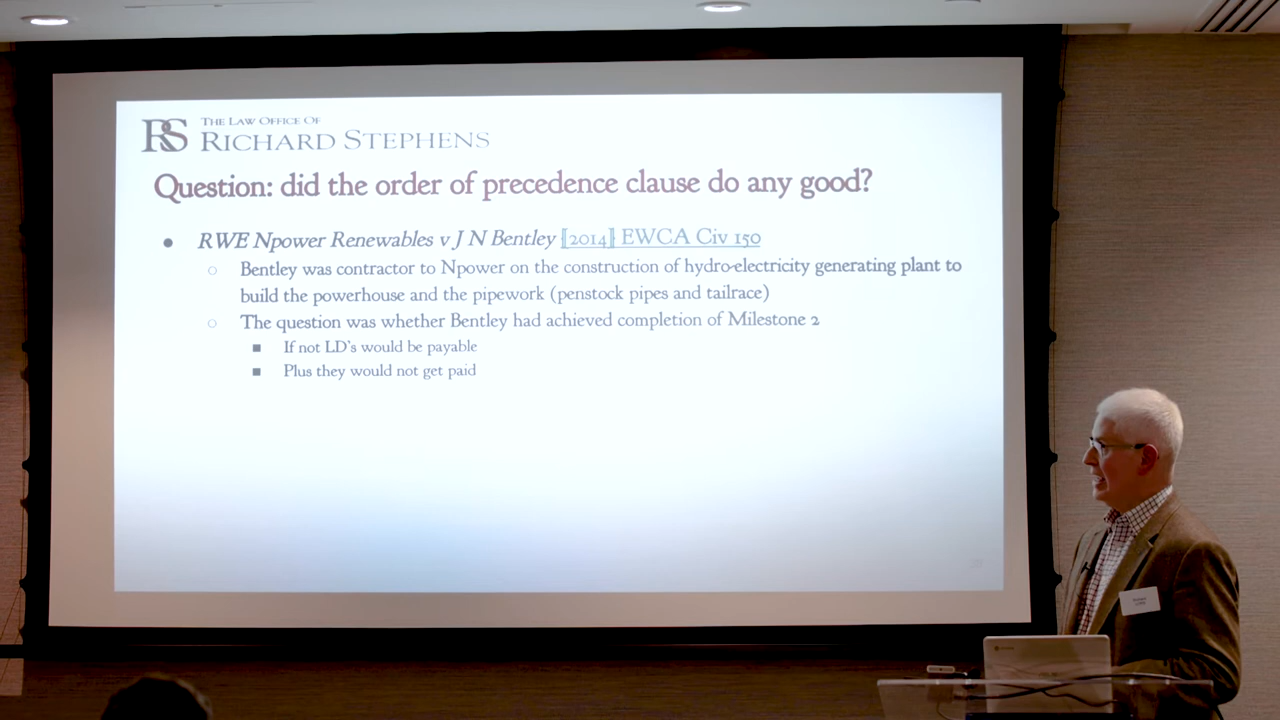 RS THE LAW OFFICE OF
RICHARD STEPHENS
Question: did the order of precedence clause do any good?
• RWE Npower Renewables v J N Bentley [2014] EWCA Civ 150
○ Bentley was contractor to Npower on the construction of hydro-electricity generating plant to
build the powerhouse and the pipework (penstock pipes and tailrace)
○ The question was whether Bentley had achieved completion of Milestone 2
■ If not LD's would be payable
■ Plus they would not get paid